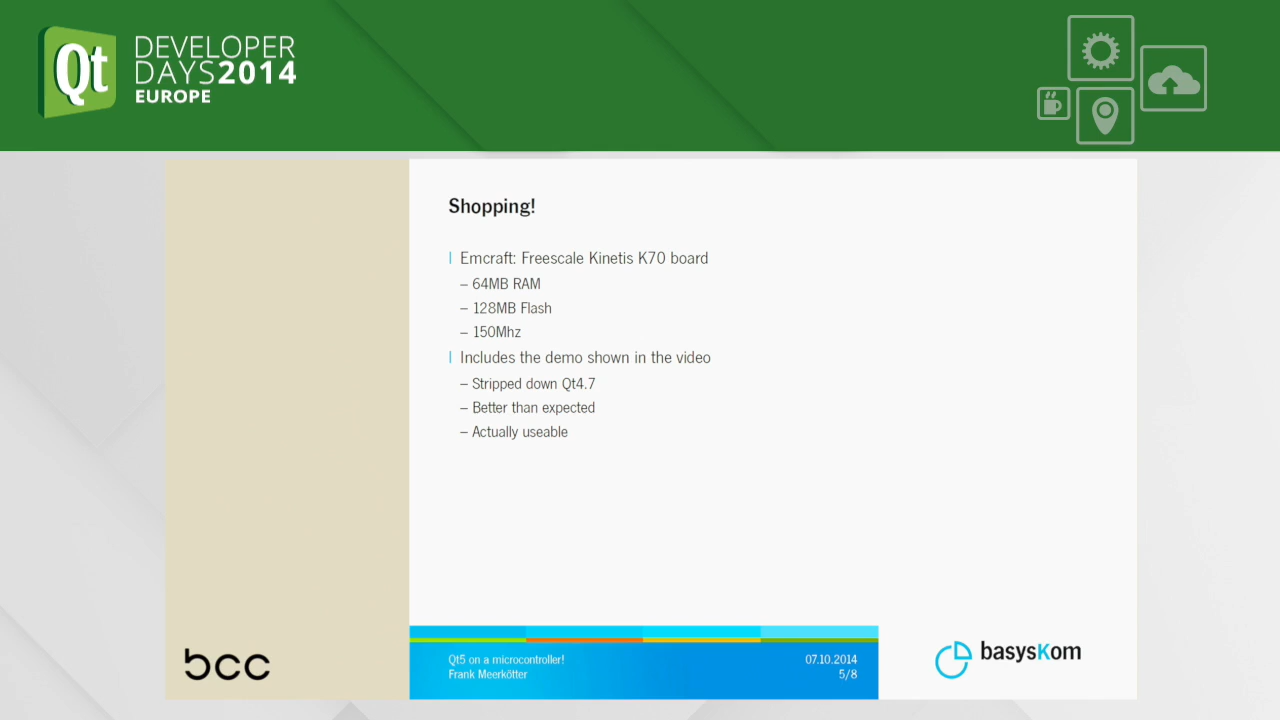 Qt
DEVELOPER
DAYS2014
EUROPE
Shopping!
Emcraft: Freescale Kinetis K70 board
– 64MB RAM
– 128MB Flash
– 150Mhz
Includes the demo shown in the video
– Stripped down Qt4.7
– Better than expected
– Actually useable
bcc
Qt5 on a microcontroller!
Frank Meerkötter
07.10.2014
5/8
basysKom